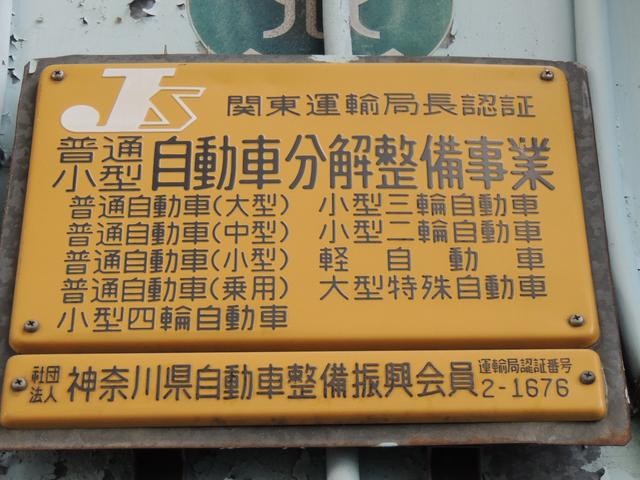 JS 関東運輸局長認証
普通
小型 自動車分解整備事業
普通自動車(大型) 小型三輪自動車
普通自動車(中型) 小型二輪自動車
普通自動車(小型) 軽自動車
普通自動車(乗用) 大型特殊自動車
小型四輪自動車
社団法人 神奈川県自動車整備振興会員 運輸局認証番号
2-1676